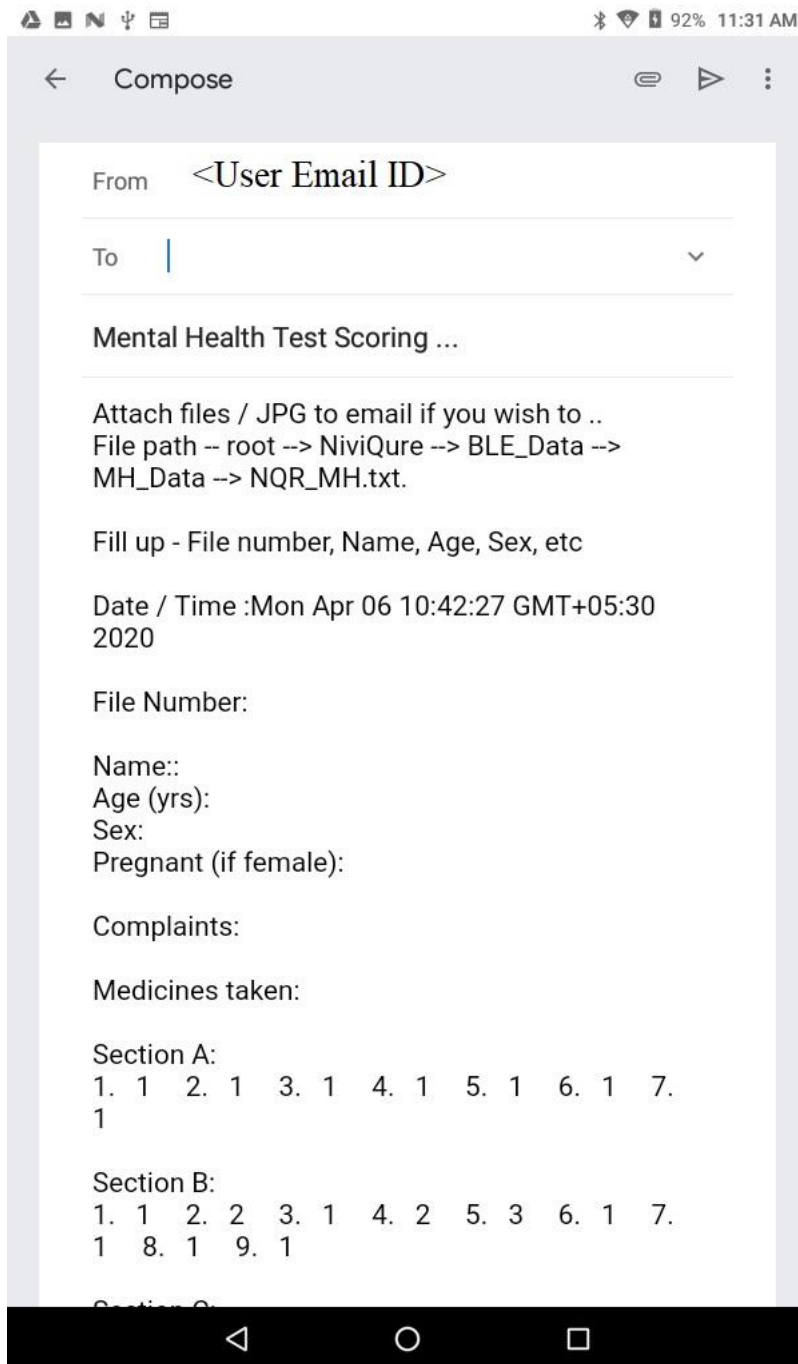 92% 11:31 AM
Compose
From <User Email ID>
To
Mental Health Test Scoring ...
Attach files / JPG to email if you wish to ..
File path -- root --> NiviQure --> BLE_Data -->
MH_Data --> NQR_MH.txt.
Fill up - File number, Name, Age, Sex, etc
Date / Time :Mon Apr 06 10:42:27 GMT+05:30
2020
File Number:
Name::
Age (yrs):
Sex:
Pregnant (if female):
Complaints:
Medicines taken:
Section A:
1. 1 2. 1 3. 1 4. 1 5. 1 6. 1 7.
1
Section B:
1. 1 2. 2 3. 1 4. 2 5. 3 6. 1 7.
1 8. 1 9. 1